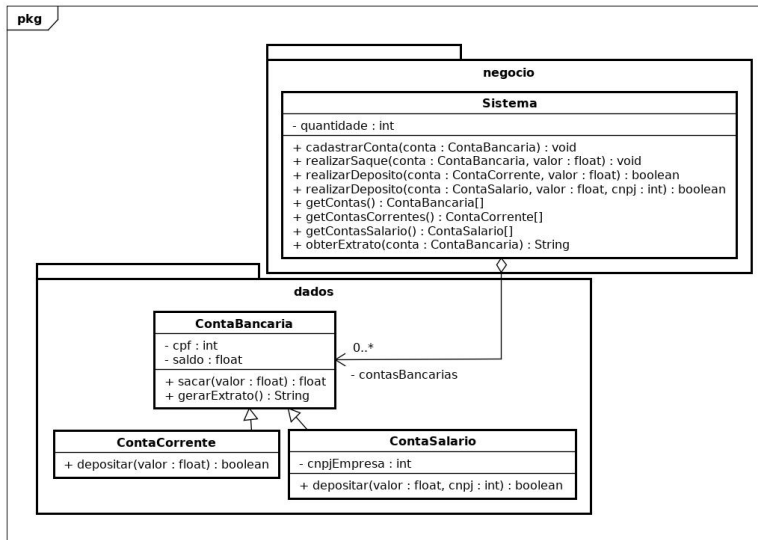 pkg
negocio
Sistema
- quantidade : int
+ cadastrarConta(conta : ContaBancaria) : void
+ realizarSaque(conta : ContaBancaria, valor : float) : void
+ realizarDeposito(conta : ContaCorrente, valor : float) : boolean
+ realizarDeposito(conta : ContaSalario, valor : float, cnpj : int) : boolean
+ getContas() : ContaBancaria[]
+ getContasCorrentes() : ContaCorrente[]
+ getContasSalario() : ContaSalario[]
+ obterExtrato(conta : ContaBancaria) : String
dados
ContaBancaria
- cpf : int
- saldo : float
+ sacar(valor : float) : float
+ gerarExtrato() : String
0..*
- contasBancarias
ContaCorrente
+ depositar(valor : float) : boolean
ContaSalario
- cnpjEmpresa : int
+ depositar(valor : float, cnpj : int) : boolean